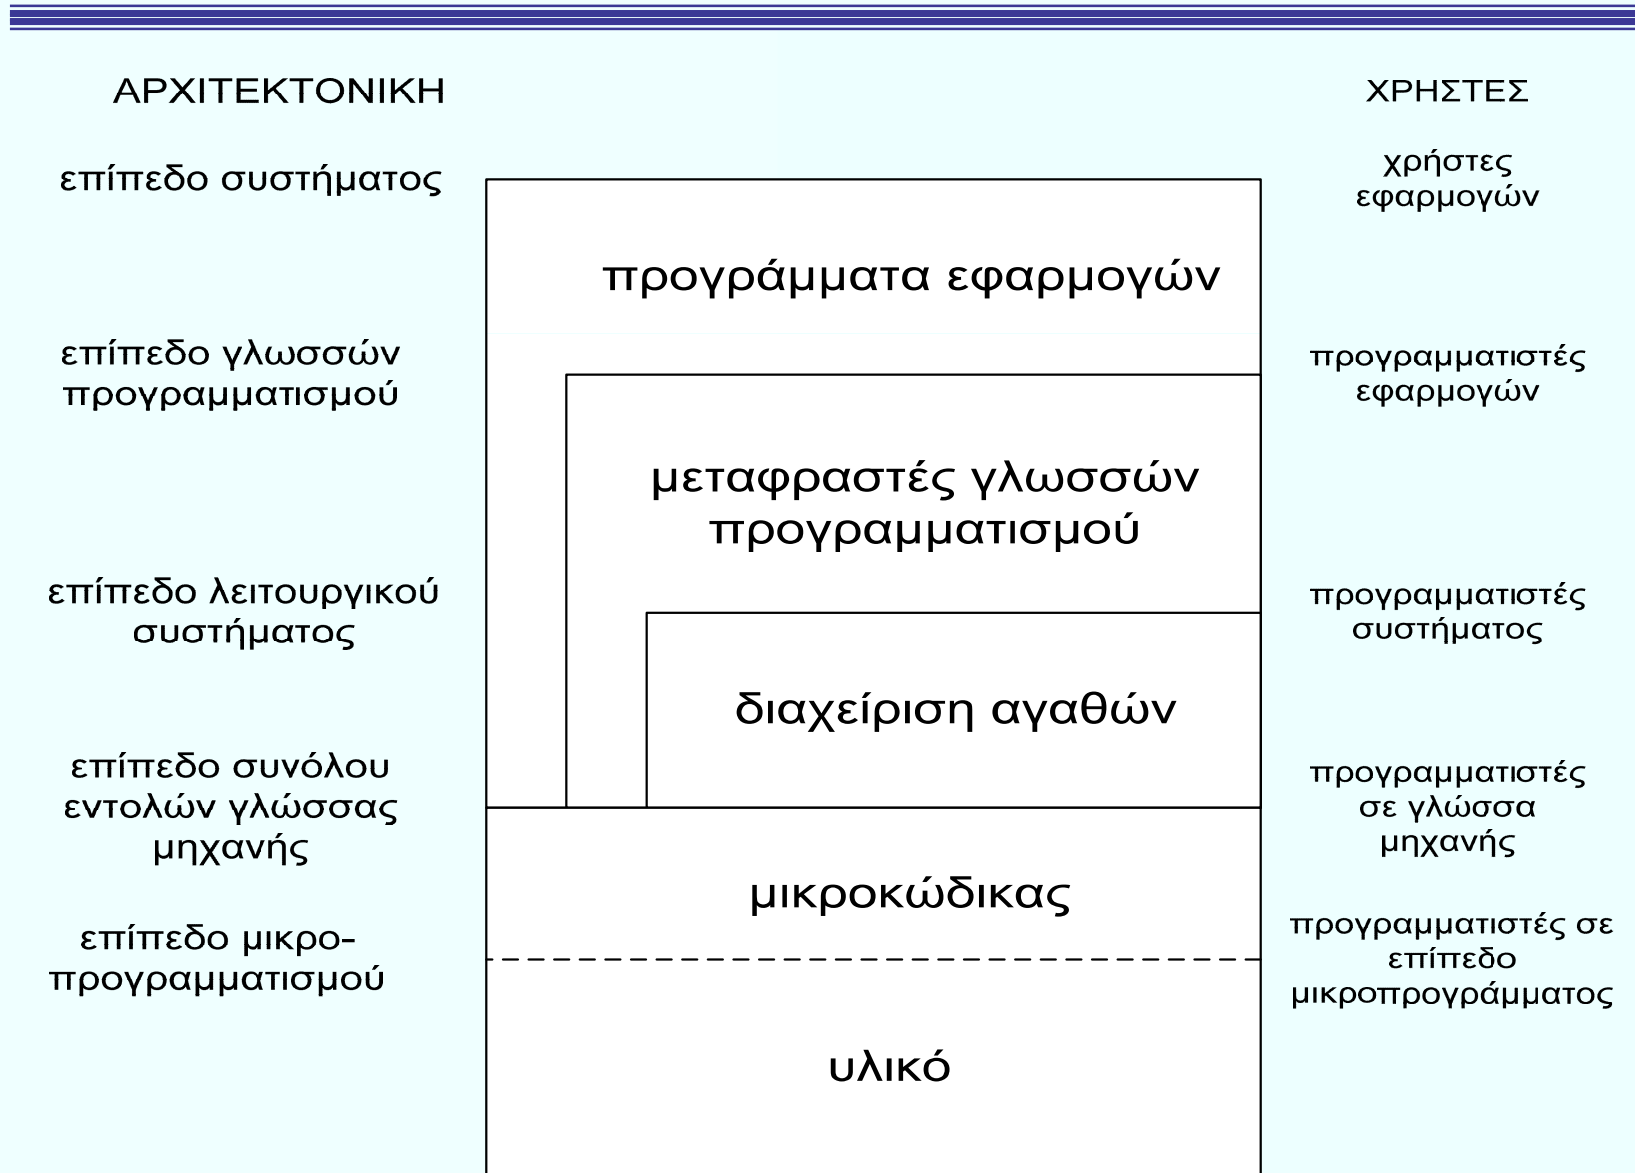 ΑΡΧΙΤΕΚΤΟΝΙΚΗ
ΧΡΗΣΤΕΣ
επίπεδο συστήματος
χρήστες
εφαρμογών
προγράμματα εφαρμογών
επίπεδο γλωσσών
προγραμματισμού
προγραμματιστές
εφαρμογών
μεταφραστές γλωσσών
προγραμματισμού
επίπεδο λειτουργικού
συστήματος
προγραμματιστές
συστήματος
διαχείριση αγαθών
επίπεδο συνόλου
εντολών γλώσσας
μηχανής
προγραμματιστές
σε γλώσσα
μηχανής
μικροκώδικας
επίπεδο μικρο-
προγραμματισμού
προγραμματιστές σε
επίπεδο
μικροπρογράμματος
υλικό